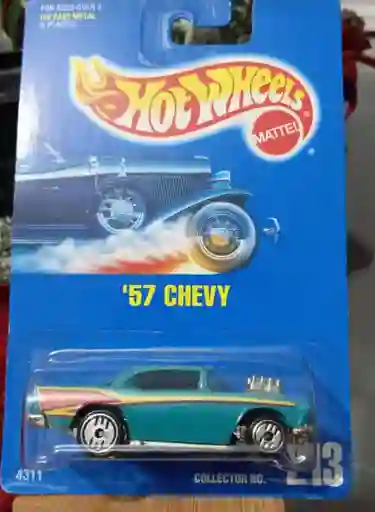 FOR AGES OVER 3
DIE CAST METAL
& PLASTIC
HOT WHEELS
MATTEL
'57 CHEVY
4311
COLLECTOR NO.
213